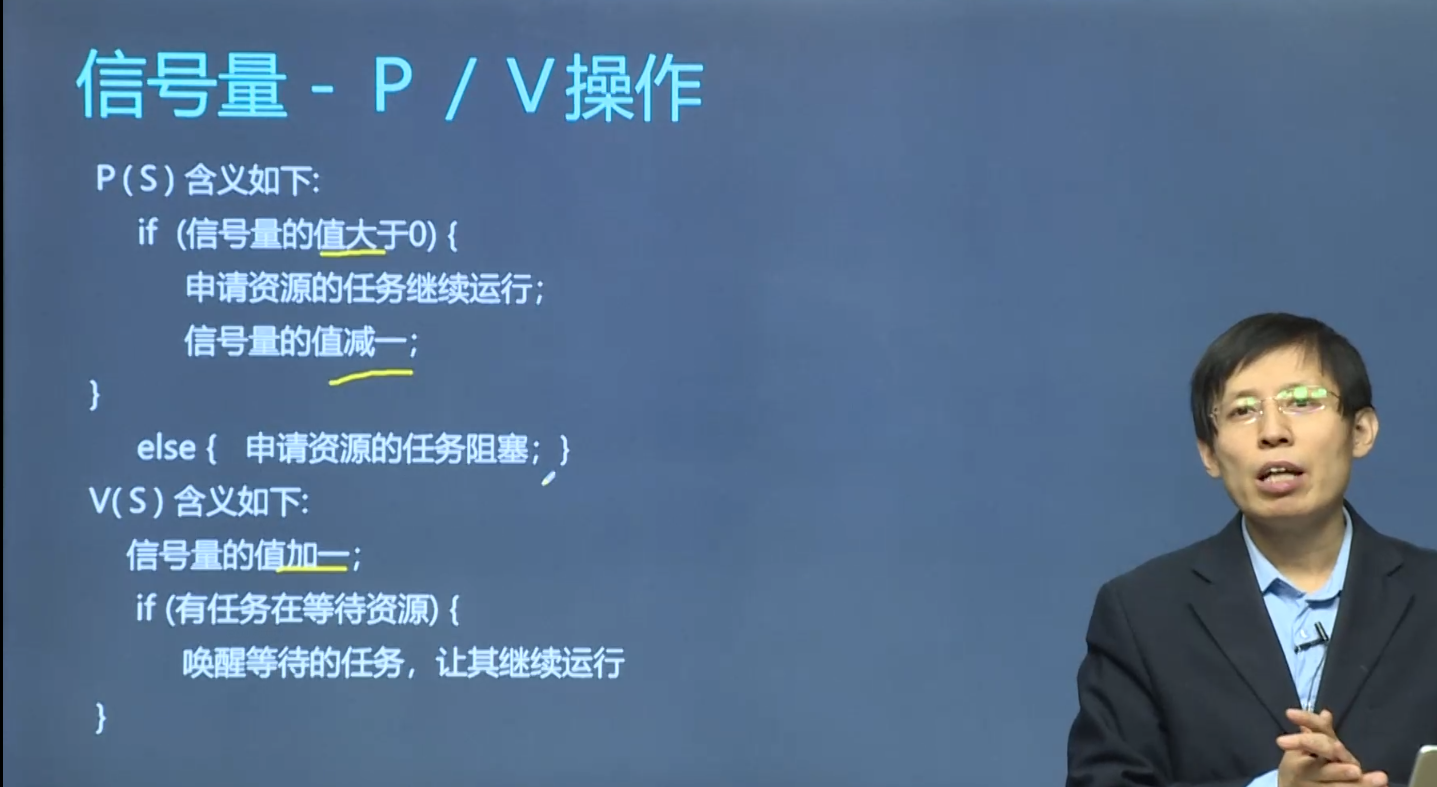 信号量 - P / V操作
P ( S ) 含义如下:
if (信号量的值大于0) {
申请资源的任务继续运行;
信号量的值减一;
}
else { 申请资源的任务阻塞; }
V( S ) 含义如下:
信号量的值加一;
if (有任务在等待资源) {
唤醒等待的任务，让其继续运行
}